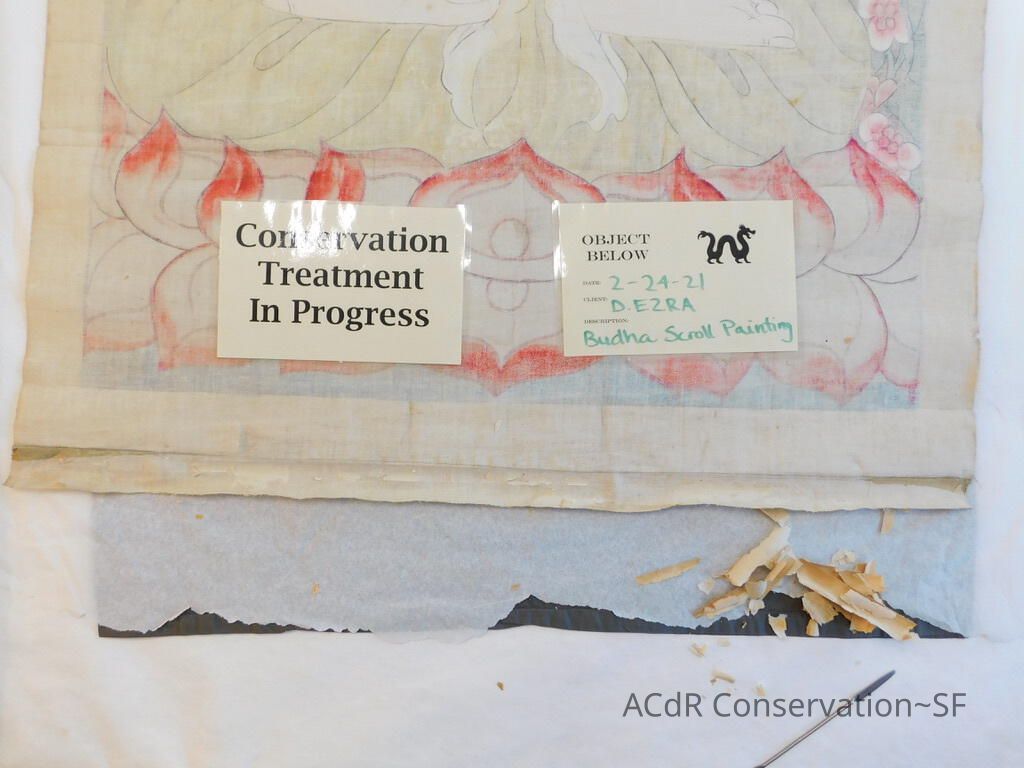 Conservation
Treatment
In Progress
OBJECT
BELOW
DATE: 2-24-21
CLIENT: D. EZRA
DESCRIPTION:
Budha Scroll Painting
ACdR Conservation~SF